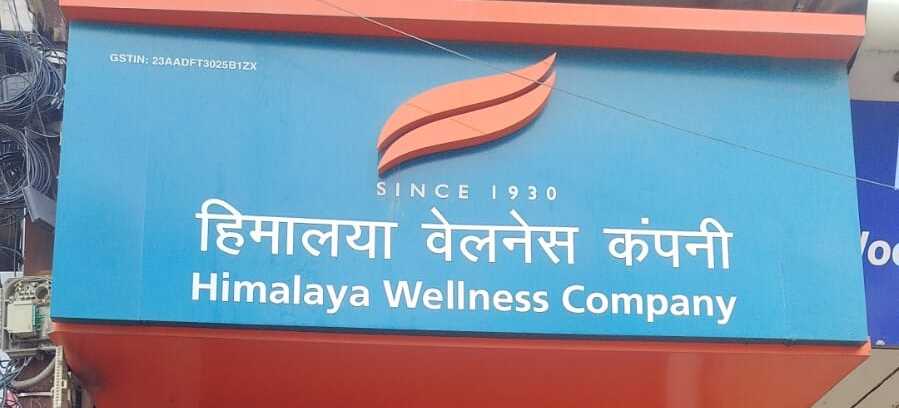 GSTIN: 23AADFT3025B1ZX
SINCE 1930
हिमालया वेलनेस कंपनी
Himalaya Wellness Company